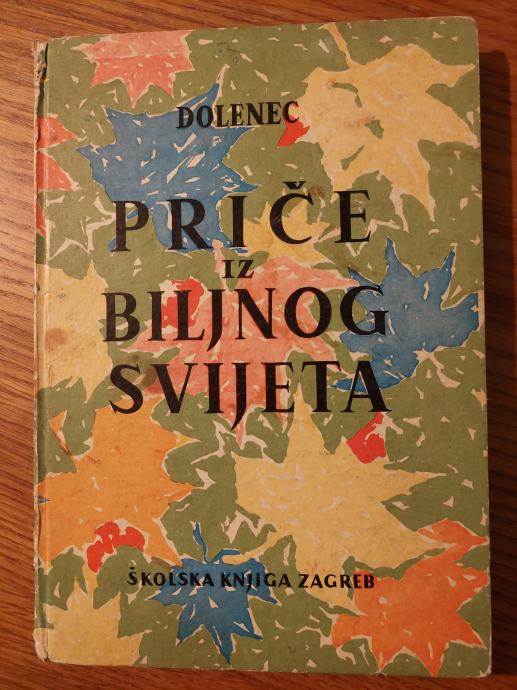 DOLENEC
PRIČE
IZ
BILJNOG
SVIJETA
ŠKOLSKA KNJIGA ZAGREB